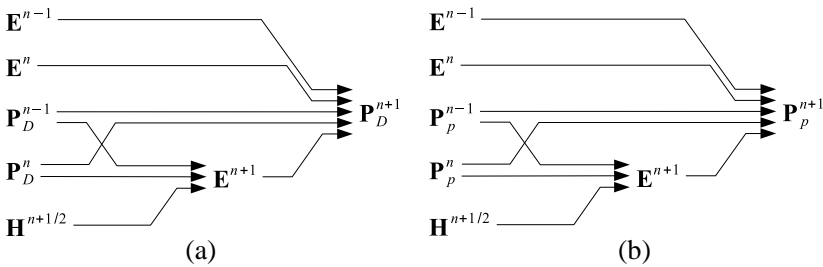 E^{n-1}
E^{n}
P_D^{n-1}
P_D^{n}
H^{n+1/2}
E^{n+1}
P_D^{n+1}
(a)
E^{n-1}
E^{n}
P_p^{n-1}
P_p^{n}
H^{n+1/2}
E^{n+1}
P_p^{n+1}
(b)